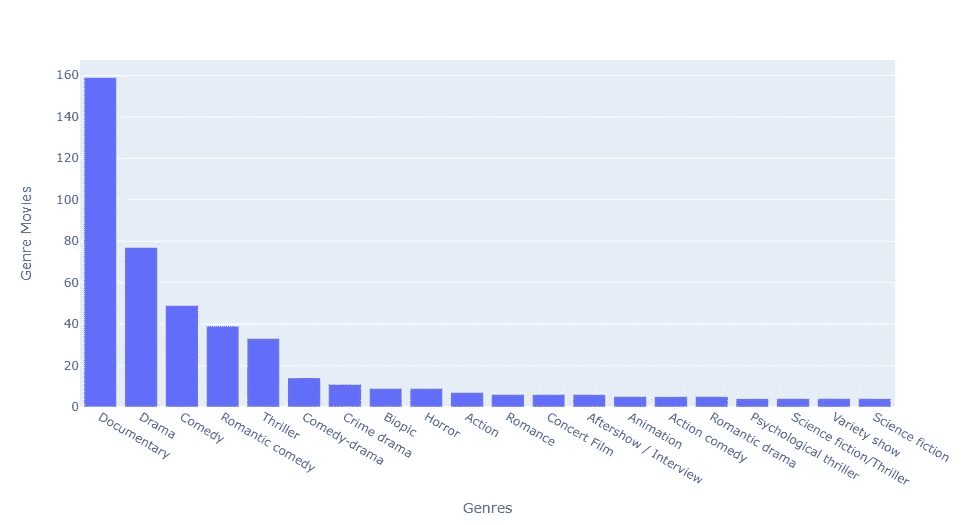 160
140
120
100
80
60
40
20
0
Genre Movies
Documentary
Drama
Comedy
Romantic comedy
Thriller
Comedy-drama
Crime drama
Biopic
Horror
Action
Romance
Concert Film
Aftershow / Interview
Animation
Action comedy
Romantic drama
Psychological thriller
Science fiction/Thriller
Variety show
Science fiction
Genres